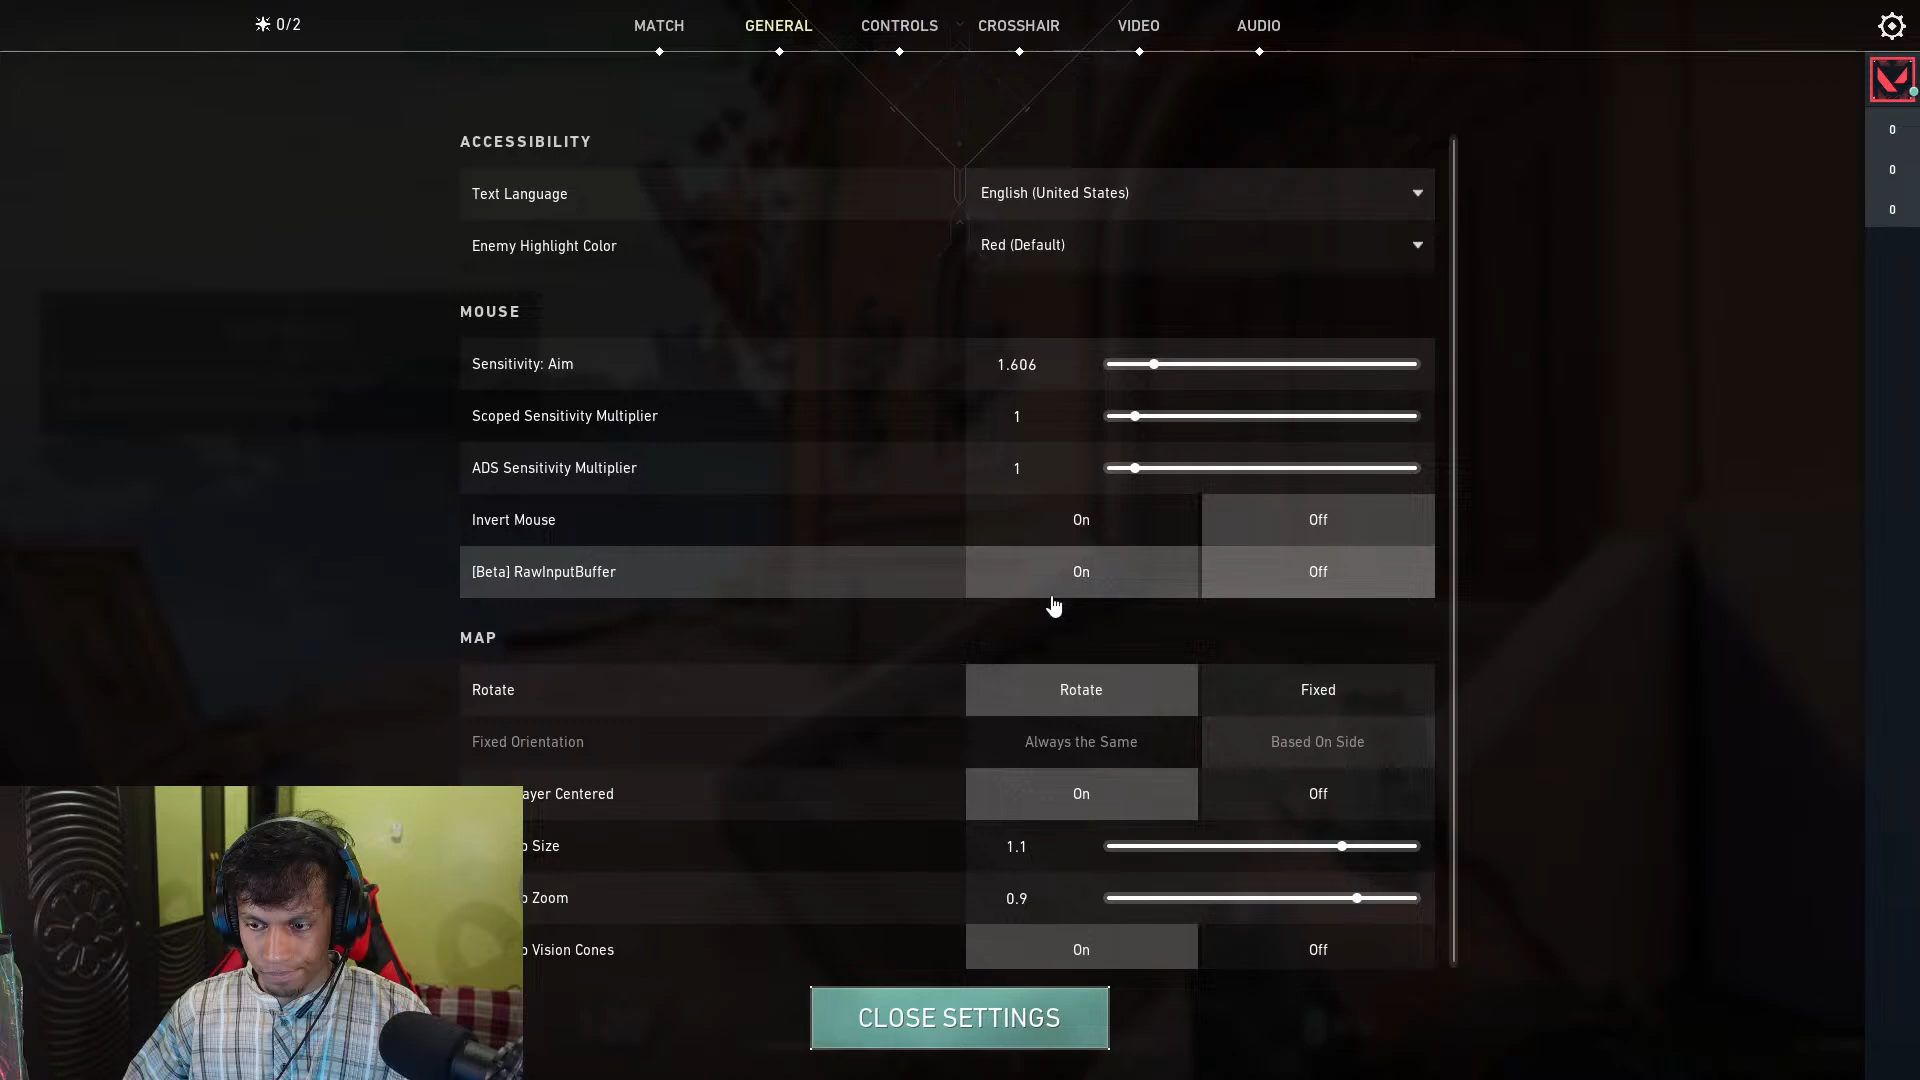 0/2
MATCH
GENERAL
CONTROLS
CROSSHAIR
VIDEO
AUDIO
0
0
0
ACCESSIBILITY
Text Language English (United States)
Enemy Highlight Color Red (Default)
MOUSE
Sensitivity: Aim 1.606
Scoped Sensitivity Multiplier 1
ADS Sensitivity Multiplier 1
Invert Mouse On Off
[Beta] RawInputBuffer On Off
MAP
Rotate Rotate Fixed
Fixed Orientation Always the Same Based On Side
ayer Centered On Off
Size 1.1
Zoom 0.9
Vision Cones On Off
CLOSE SETTINGS